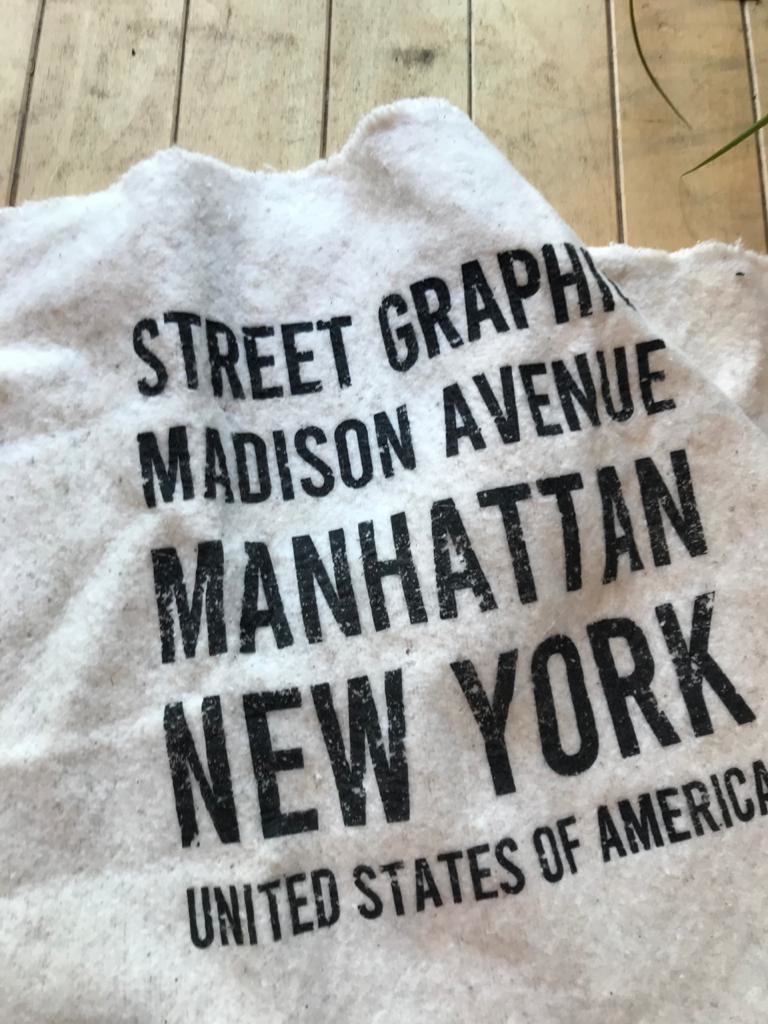 STREET GRAPHI
MADISON AVENUE
MANHATTAN
NEW YORK
UNITED STATES OF AMERICA